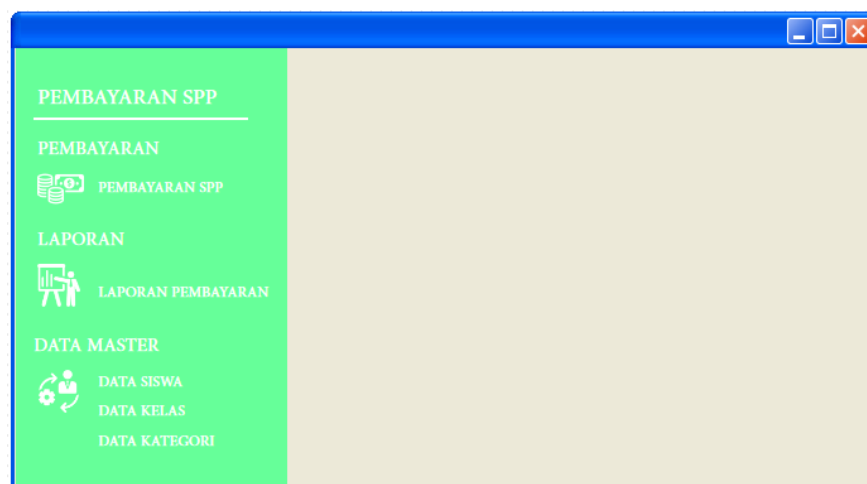 PEMBAYARAN SPP
PEMBAYARAN
PEMBAYARAN SPP
LAPORAN
LAPORAN PEMBAYARAN
DATA MASTER
DATA SISWA
DATA KELAS
DATA KATEGORI